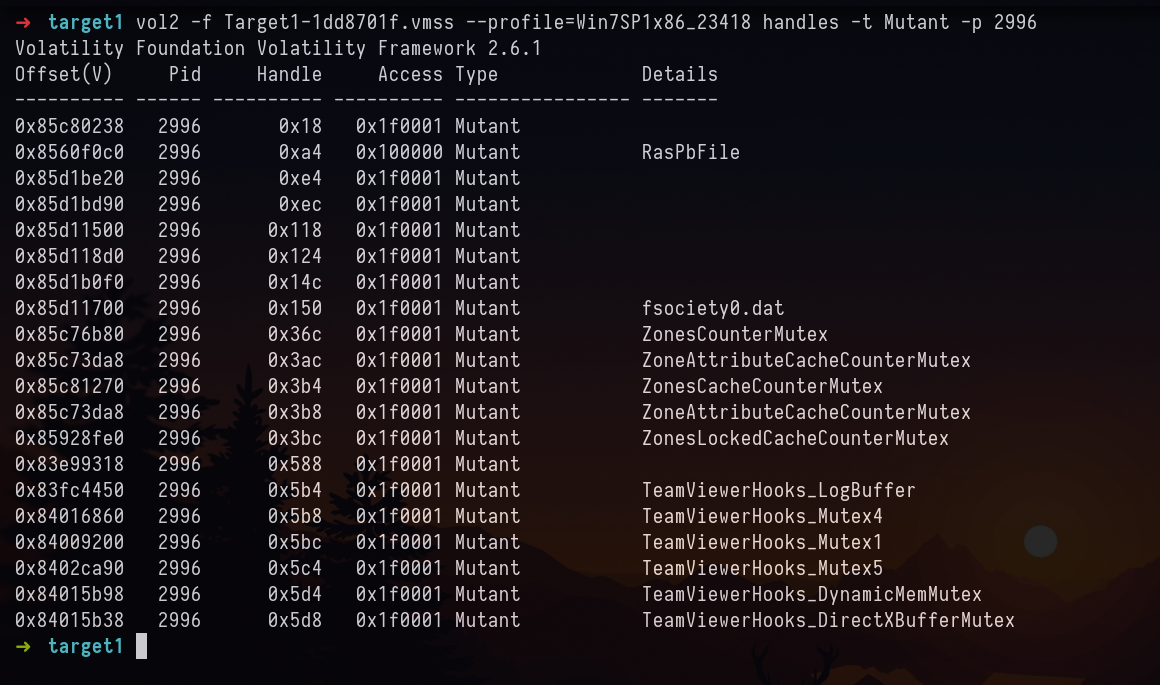 → target1 vol2 -f Target1-1dd8701f.vmss --profile=Win7SP1x86_23418 handles -t Mutant -p 2996
Volatility Foundation Volatility Framework 2.6.1
Offset(V)     Pid     Handle     Access Type             Details
---------- ------ ---------- ---------- ---------------- -------
0x85c80238   2996       0x18   0x1f0001 Mutant
0x8560f0c0   2996       0xa4   0x100000 Mutant           RasPbFile
0x85d1be20   2996       0xe4   0x1f0001 Mutant
0x85d1bd90   2996       0xec   0x1f0001 Mutant
0x85d11500   2996      0x118   0x1f0001 Mutant
0x85d118d0   2996      0x124   0x1f0001 Mutant
0x85d1b0f0   2996      0x14c   0x1f0001 Mutant
0x85d11700   2996      0x150   0x1f0001 Mutant           fsociety0.dat
0x85c76b80   2996      0x36c   0x1f0001 Mutant           ZonesCounterMutex
0x85c73da8   2996      0x3ac   0x1f0001 Mutant           ZoneAttributeCacheCounterMutex
0x85c81270   2996      0x3b4   0x1f0001 Mutant           ZonesCacheCounterMutex
0x85c73da8   2996      0x3b8   0x1f0001 Mutant           ZoneAttributeCacheCounterMutex
0x85928fe0   2996      0x3bc   0x1f0001 Mutant           ZonesLockedCacheCounterMutex
0x83e99318   2996      0x588   0x1f0001 Mutant
0x83fc4450   2996      0x5b4   0x1f0001 Mutant           TeamViewerHooks_LogBuffer
0x84016860   2996      0x5b8   0x1f0001 Mutant           TeamViewerHooks_Mutex4
0x84009200   2996      0x5bc   0x1f0001 Mutant           TeamViewerHooks_Mutex1
0x8402ca90   2996      0x5c4   0x1f0001 Mutant           TeamViewerHooks_Mutex5
0x84015b98   2996      0x5d4   0x1f0001 Mutant           TeamViewerHooks_DynamicMemMutex
0x84015b38   2996      0x5d8   0x1f0001 Mutant           TeamViewerHooks_DirectXBufferMutex
→ target1